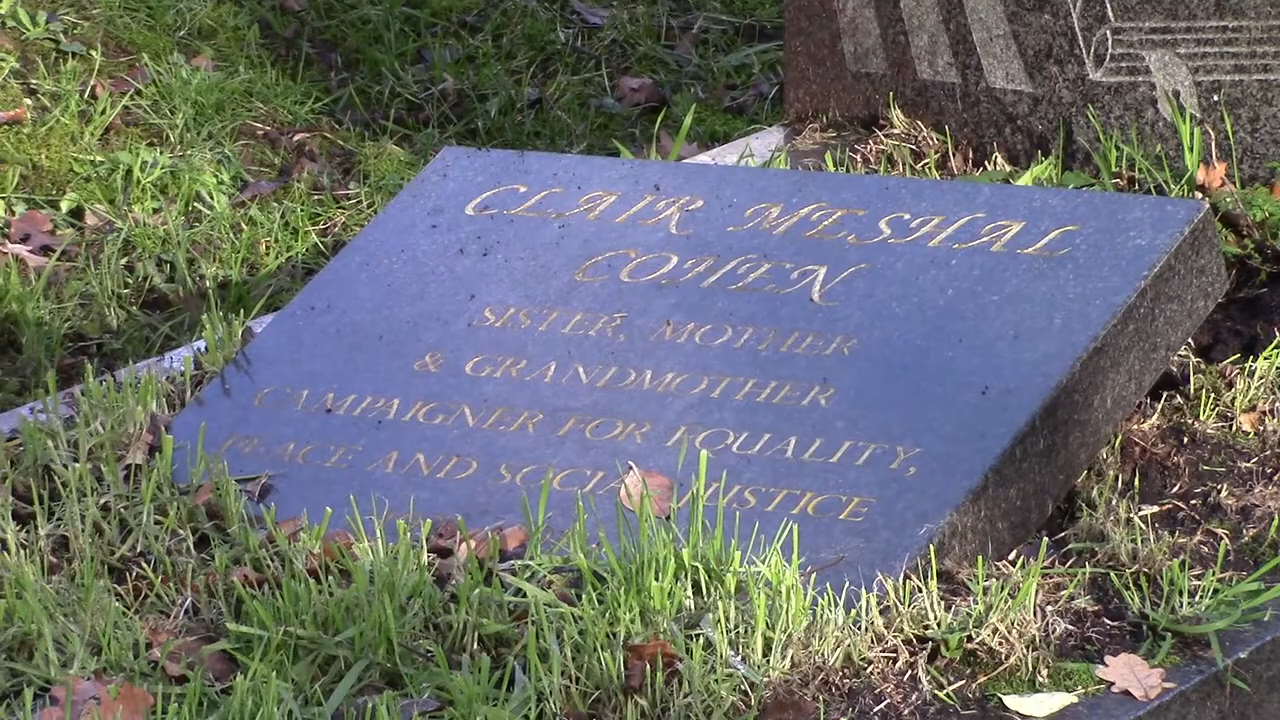 CLAIR MESHAL
COHEN
SISTER, MOTHER
& GRANDMOTHER
CAMPAIGNER FOR EQUALITY,
PEACE AND SOCIAL JUSTICE